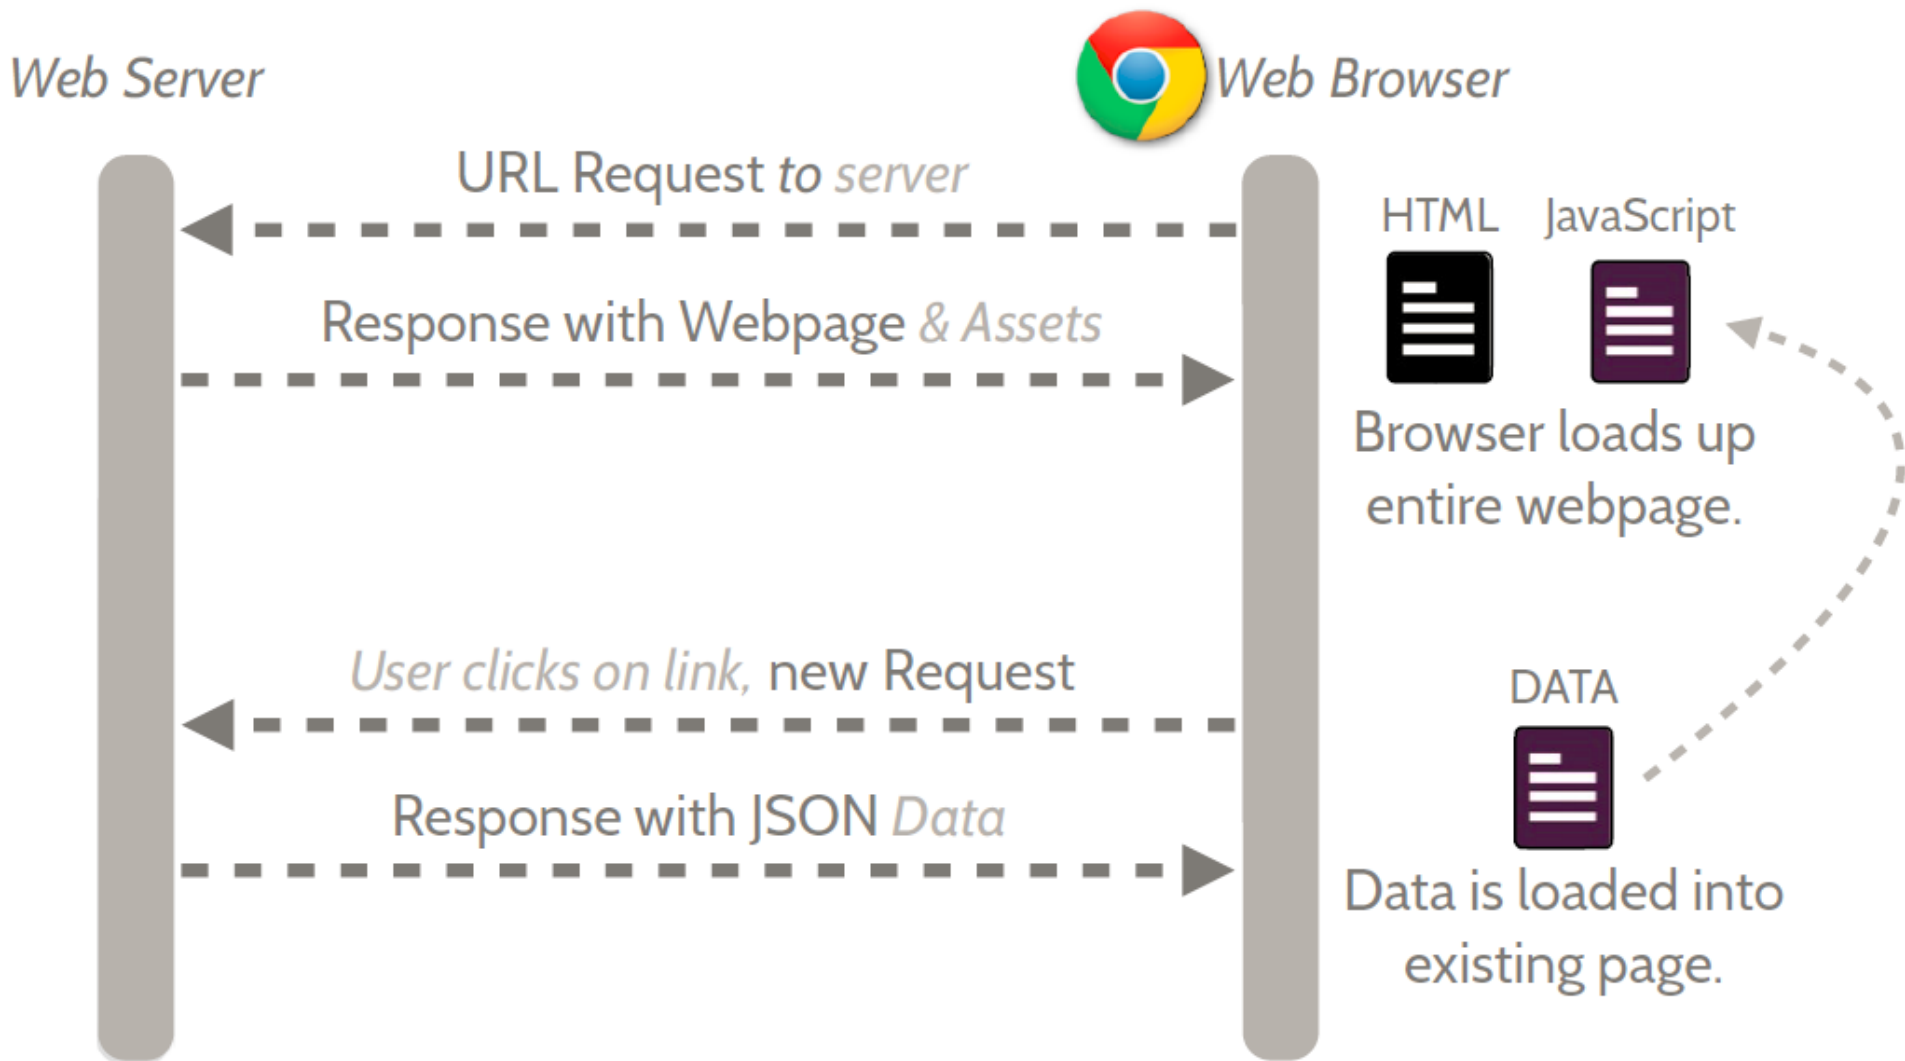 Web Server
Web Browser
URL Request to server
HTML
JavaScript
Response with Webpage & Assets
Browser loads up
entire webpage.
User clicks on link, new Request
DATA
Response with JSON Data
Data is loaded into
existing page.